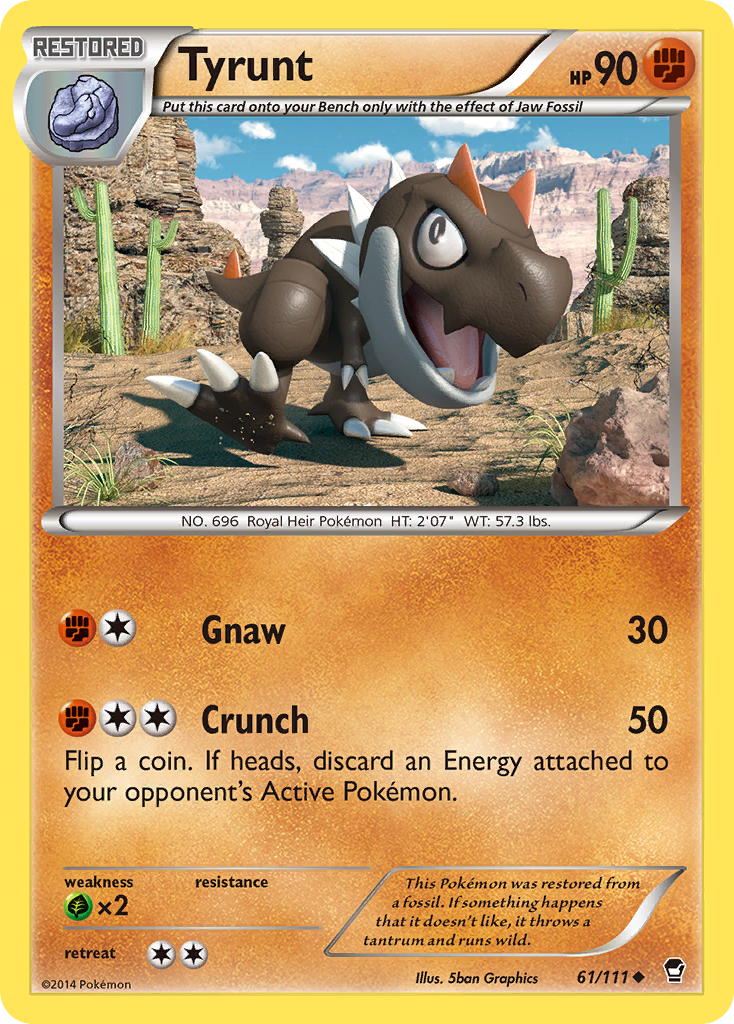 RESTORED
Tyrunt
HP 90
Put this card onto your Bench only with the effect of Jaw Fossil
NO. 696 Royal Heir Pokémon HT: 2'07" WT: 57.3 lbs.
Gnaw 30
Crunch 50
Flip a coin. If heads, discard an Energy attached to
your opponent's Active Pokémon.
weakness resistance
×2
retreat
This Pokémon was restored from
a fossil. If something happens
that it doesn't like, it throws a
tantrum and runs wild.
©2014 Pokémon
Illus. 5ban Graphics 61/111